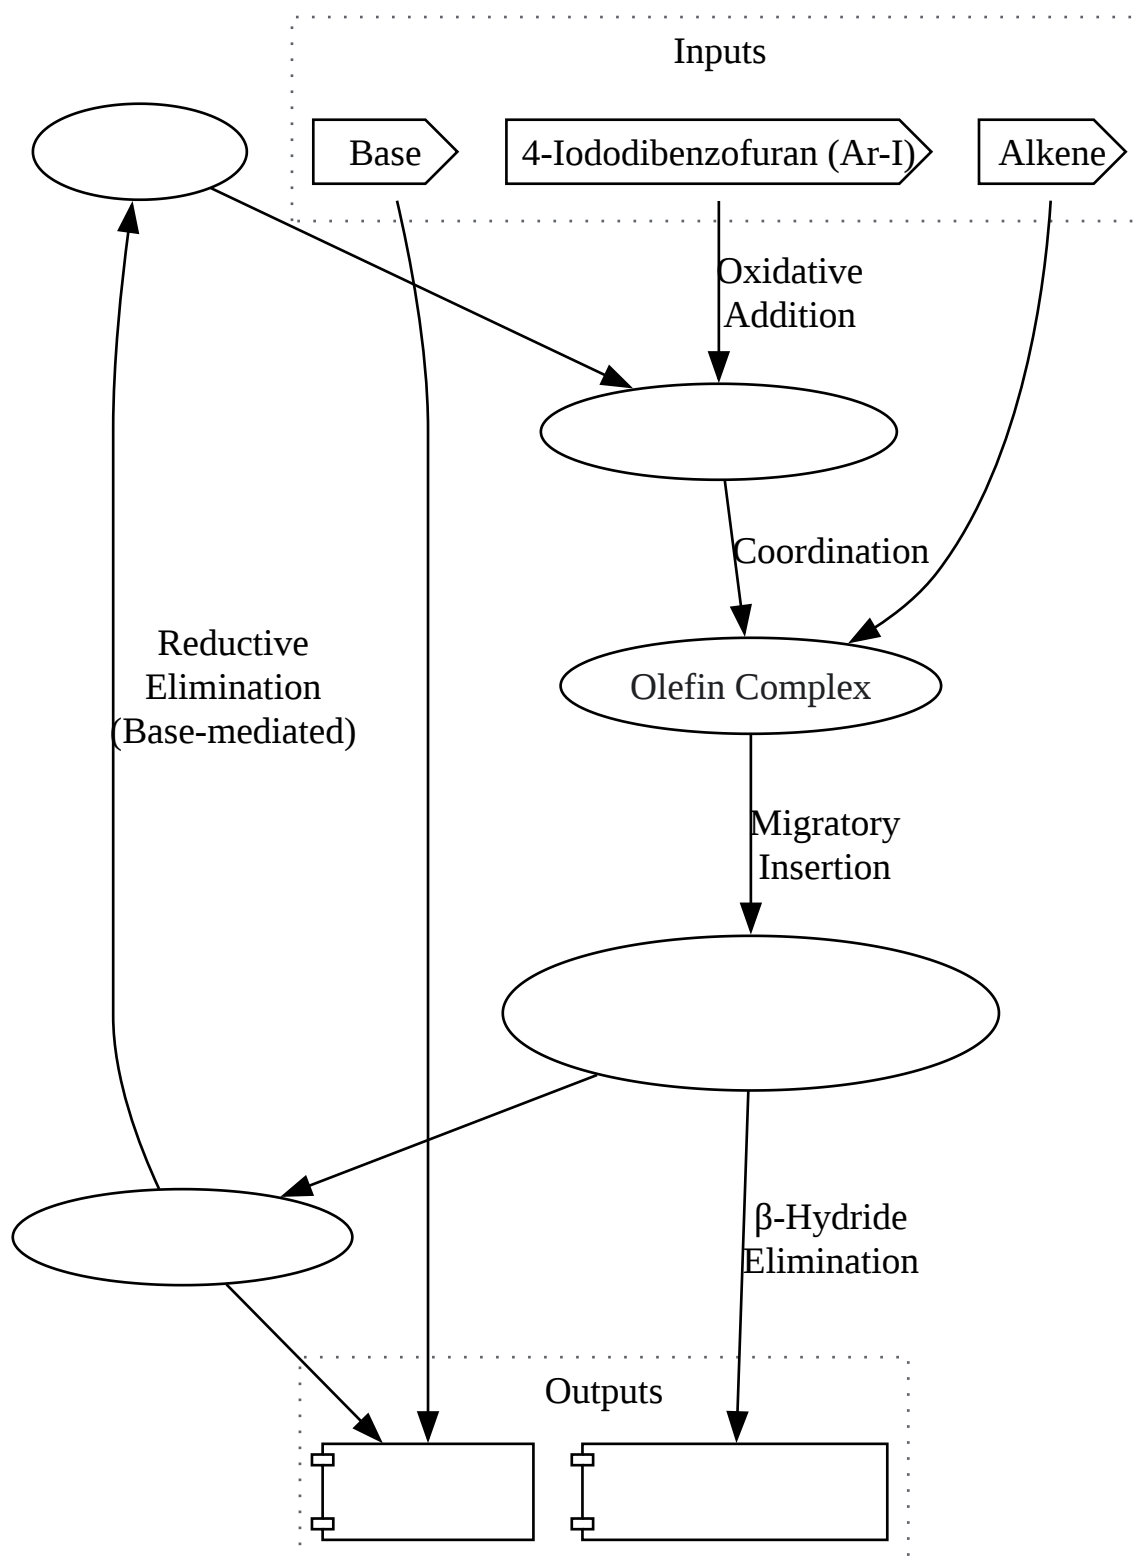 Inputs
Base
4-Iododibenzofuran (Ar-I)
Alkene
Oxidative
Addition
Coordination
Reductive
Elimination
(Base-mediated)
Olefin Complex
Migratory
Insertion
β-Hydride
Elimination
Outputs